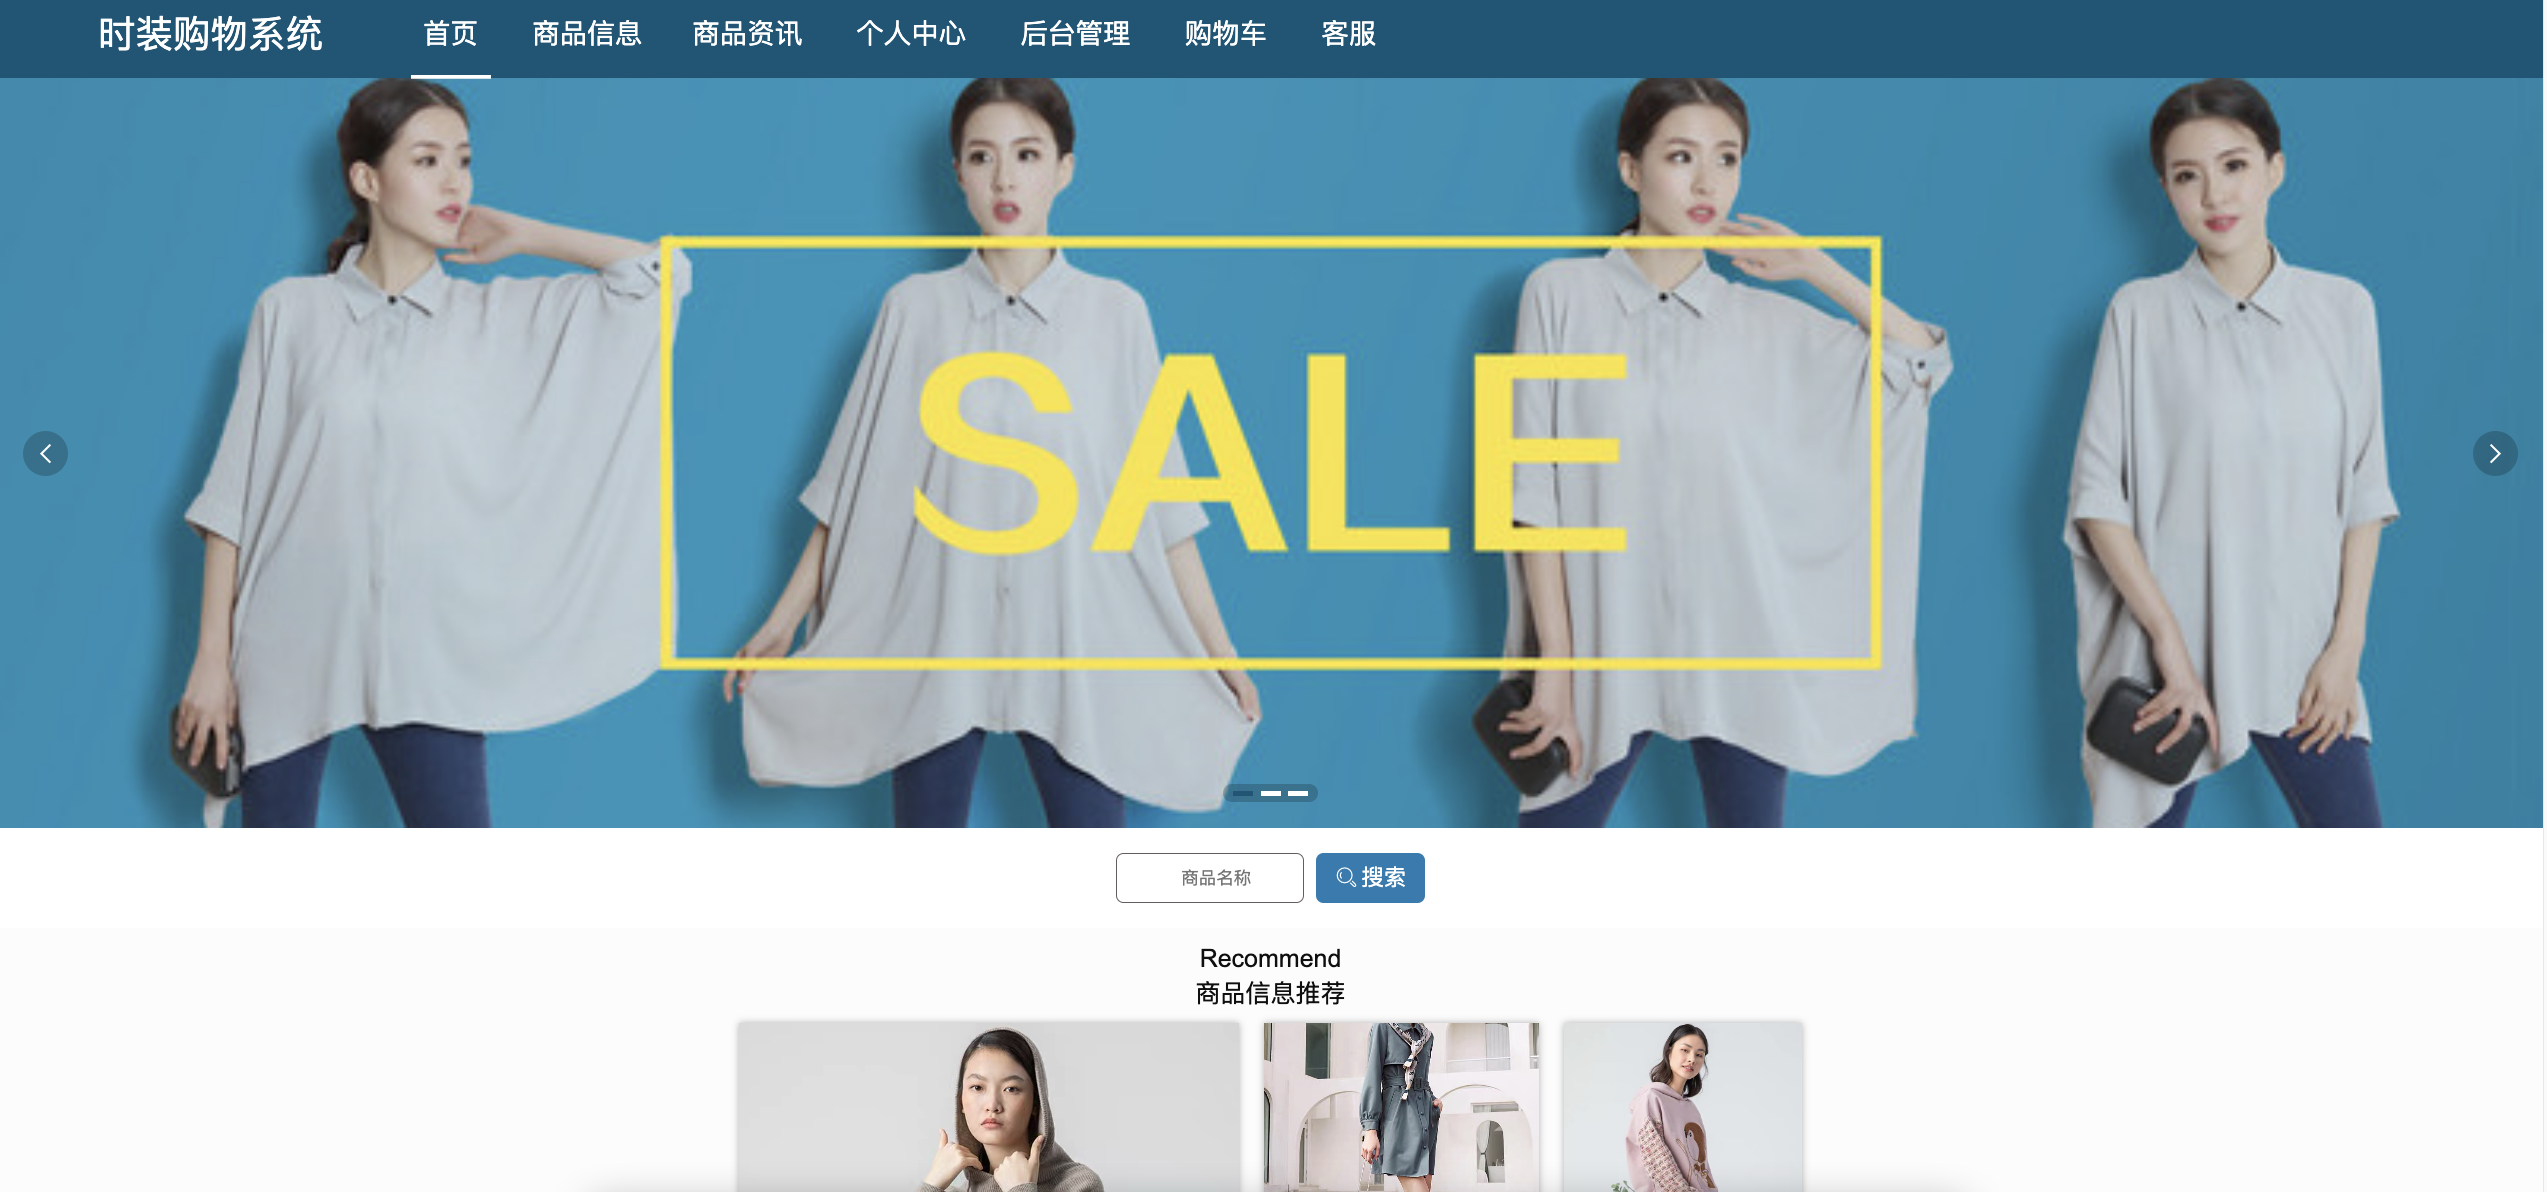 时装购物系统 首页 商品信息 商品资讯 个人中心 后台管理 购物车 客服
SALE
商品名称 搜索
Recommend
商品信息推荐